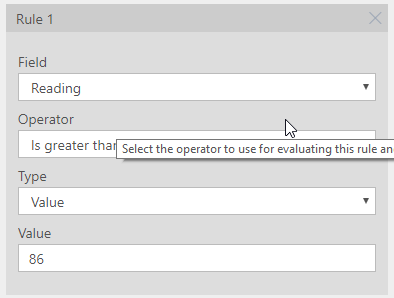 Rule 1
Field
Reading
Operator
Is greater than
Select the operator to use for evaluating this rule an
Type
Value
Value
86